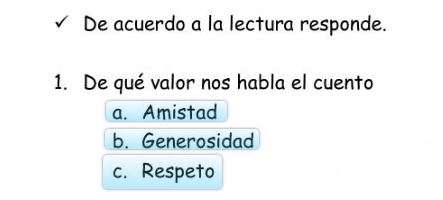 ✓ De acuerdo a la lectura responde.
1. De qué valor nos habla el cuento
a. Amistad
b. Generosidad
c. Respeto